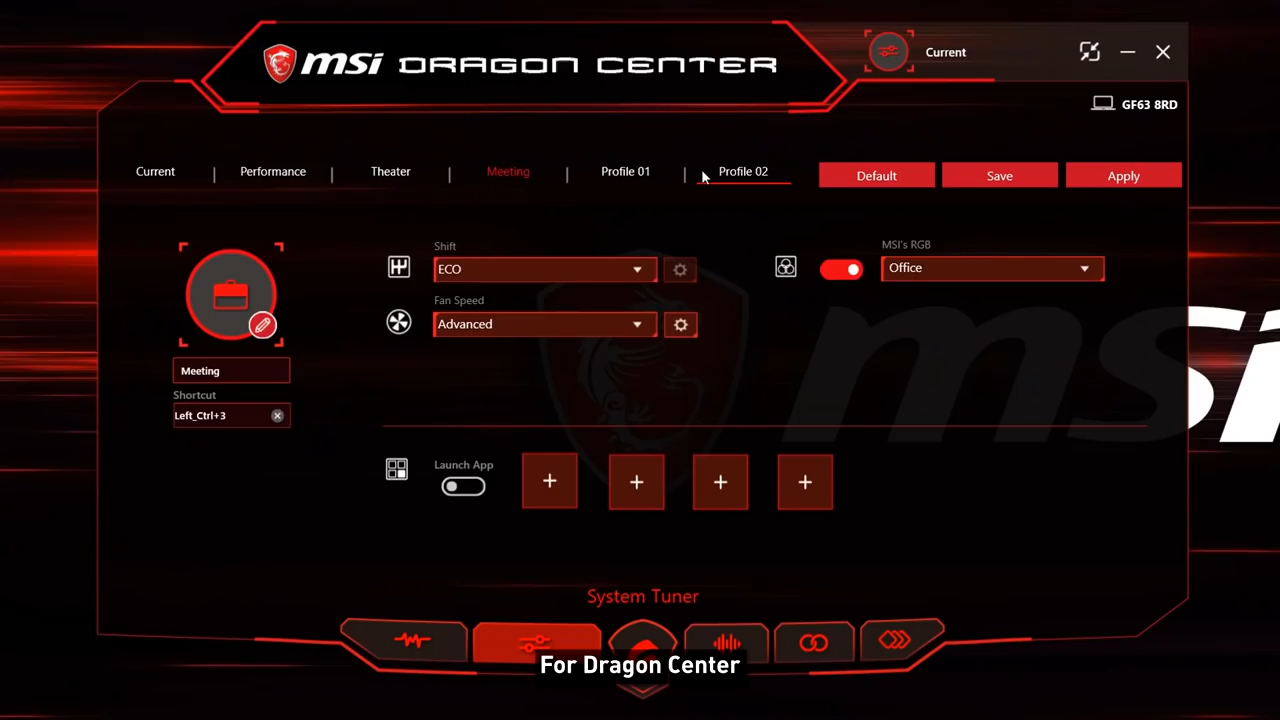 msi DRAGON CENTER
Current
GF63 8RD
Current
Performance
Theater
Meeting
Profile 01
Profile 02
Default
Save
Apply
Shift
ECO
Fan Speed
Advanced
MSI's RGB
Office
Meeting
Shortcut
Left_Ctrl+3
Launch App
System Tuner
For Dragon Center
msi